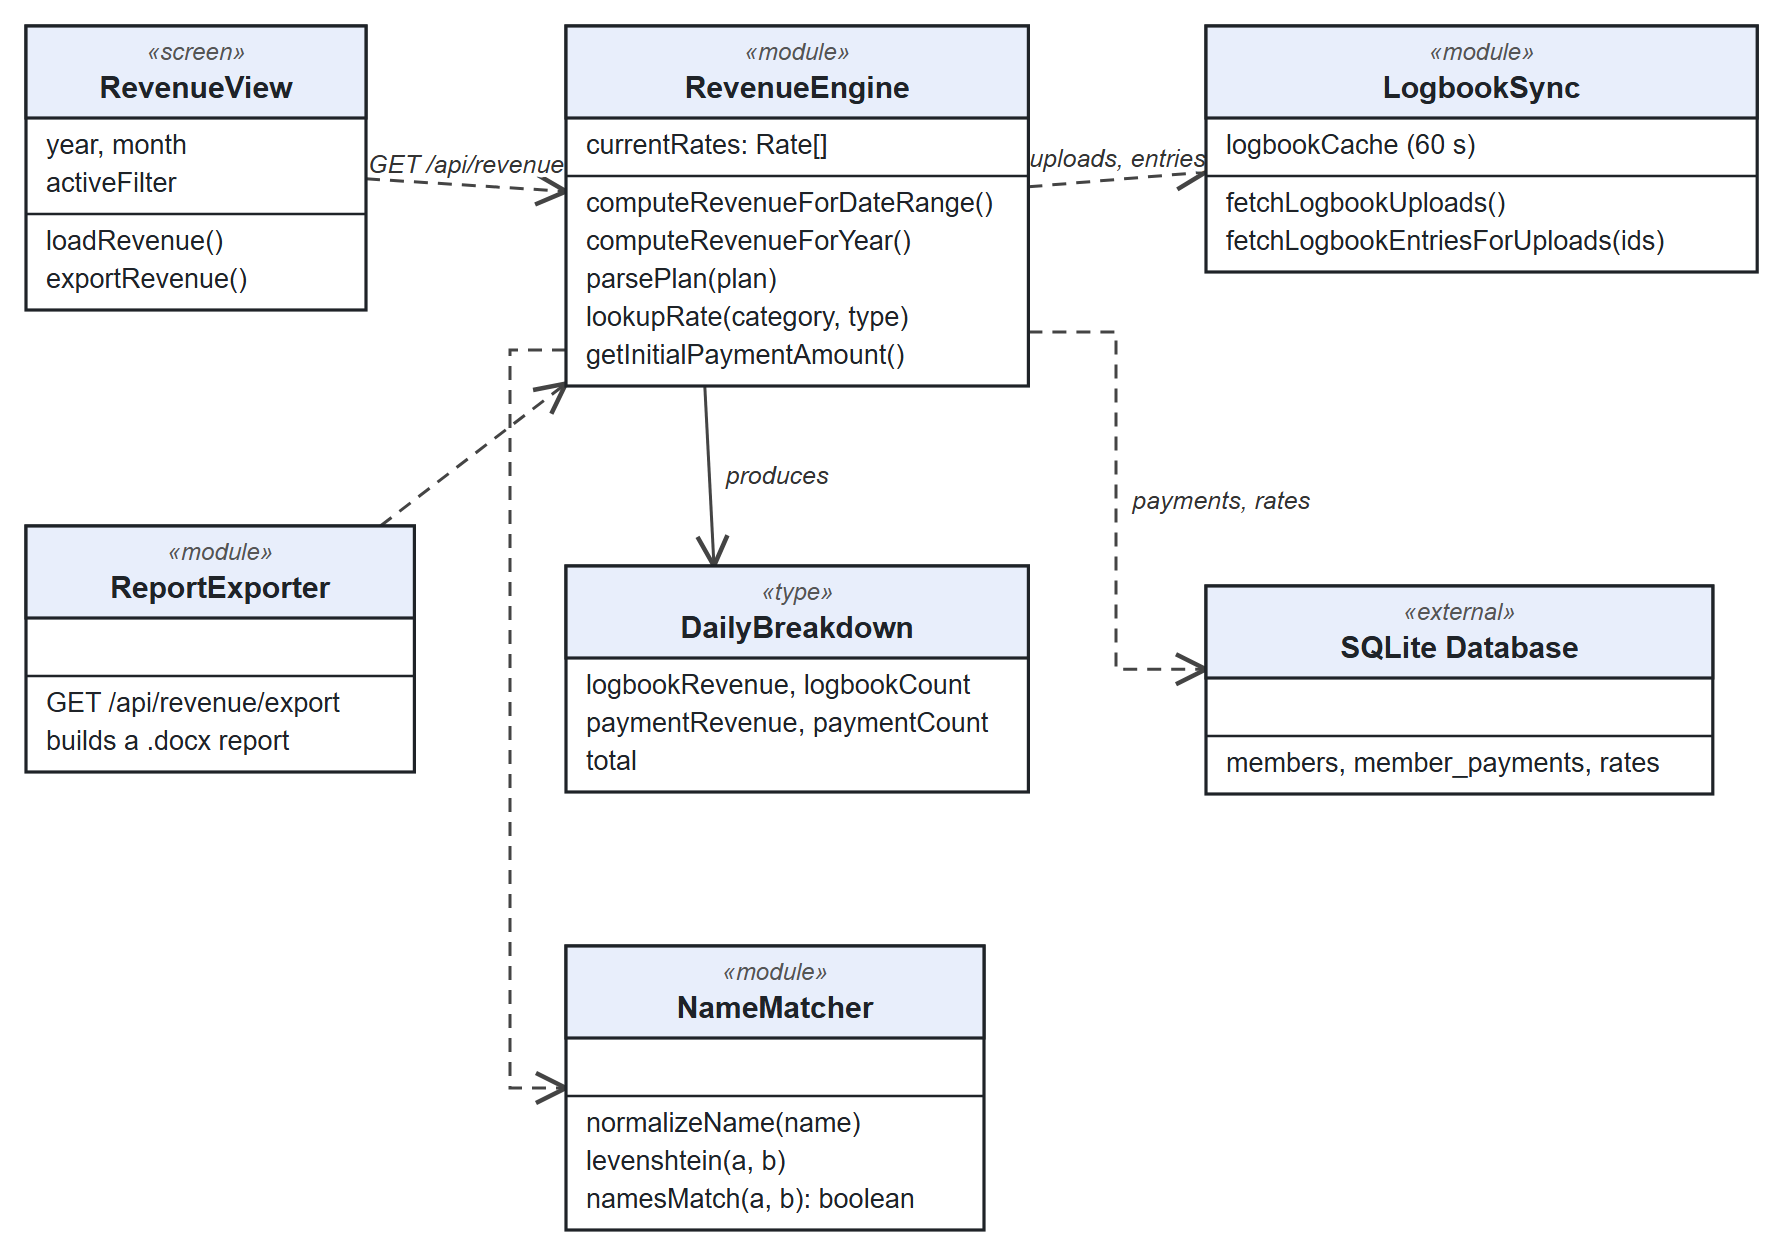 «screen»
RevenueView
year, month
activeFilter
loadRevenue()
exportRevenue()
GET /api/revenue
«module»
RevenueEngine
currentRates: Rate[]
computeRevenueForDateRange()
computeRevenueForYear()
parsePlan(plan)
lookupRate(category, type)
getInitialPaymentAmount()
uploads, entries
«module»
LogbookSync
logbookCache (60 s)
fetchLogbookUploads()
fetchLogbookEntriesForUploads(ids)
produces
payments, rates
«module»
ReportExporter
GET /api/revenue/export
builds a .docx report
«type»
DailyBreakdown
logbookRevenue, logbookCount
paymentRevenue, paymentCount
total
«external»
SQLite Database
members, member_payments, rates
«module»
NameMatcher
normalizeName(name)
levenshtein(a, b)
namesMatch(a, b): boolean